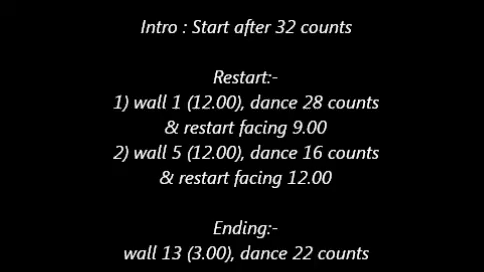 Intro : Start after 32 counts
Restart:-
1) wall 1 (12.00), dance 28 counts
& restart facing 9.00
2) wall 5 (12.00), dance 16 counts
& restart facing 12.00
Ending:-
wall 13 (3.00), dance 22 counts